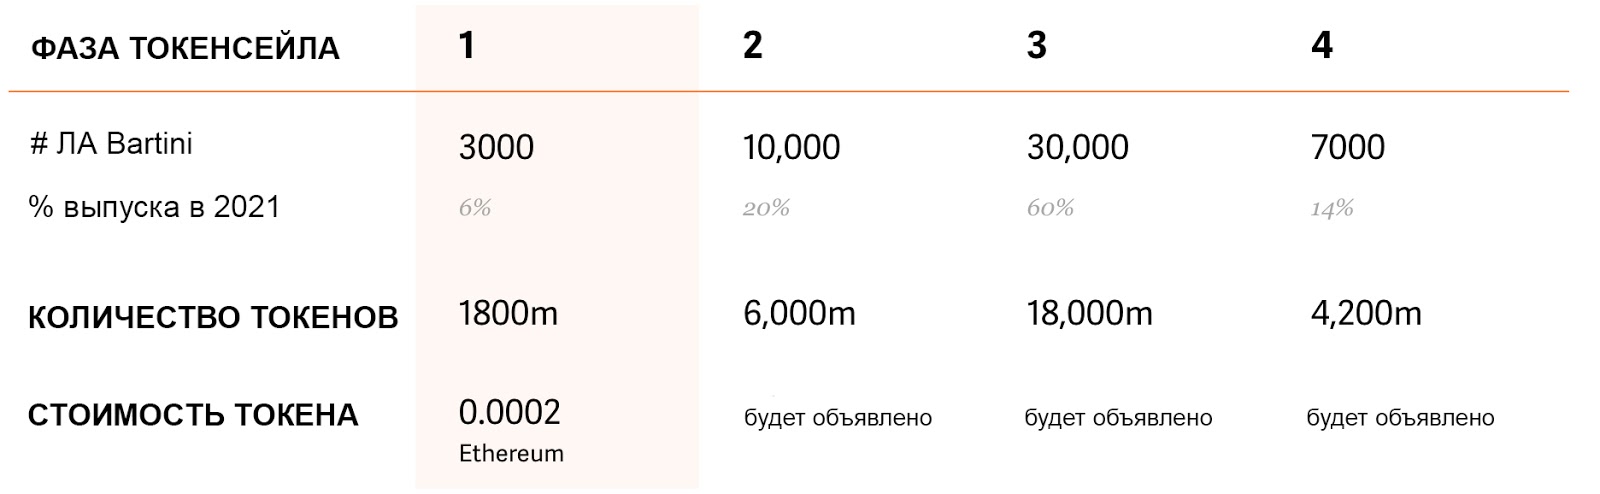 ФАЗА ТОКЕНСЕЙЛА 1 2 3 4
# ЛА Bartini 3000 10,000 30,000 7000
% выпуска в 2021 6% 20% 60% 14%
КОЛИЧЕСТВО ТОКЕНОВ 1800m 6,000m 18,000m 4,200m
СТОИМОСТЬ ТОКЕНА 0.0002 будет объявлено будет объявлено будет объявлено
Ethereum